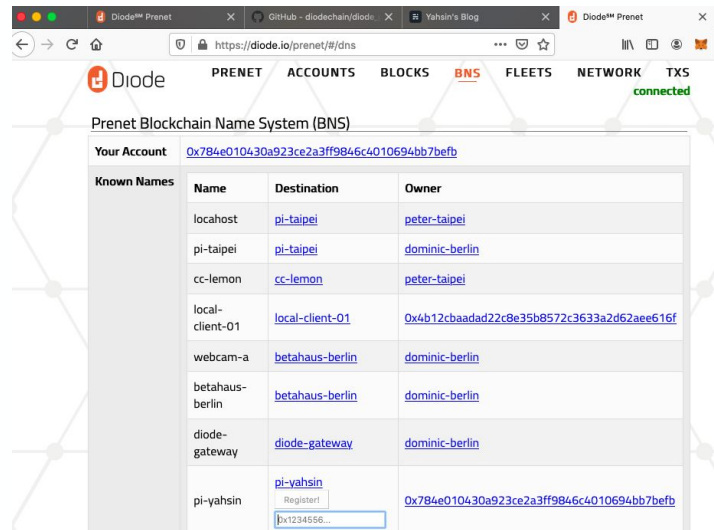 Diode℠ Prenet
GitHub - diodechain/diode_
Yahsin's Blog
Diode℠ Prenet
https://diode.io/prenet/#/dns
DIODE
PRENET ACCOUNTS BLOCKS BNS FLEETS NETWORK TXS
connected
Prenet Blockchain Name System (BNS)
Your Account 0x784e010430a923ce2a3ff9846c4010694bb7befb
Known Names
Name Destination Owner
locahost pi-taipei peter-taipei
pi-taipei pi-taipei dominic-berlin
cc-lemon cc-lemon peter-taipei
local-
client-01 local-client-01 0x4b12cbaadad22c8e35b8572c3633a2d62aee616f
webcam-a betahaus-berlin dominic-berlin
betahaus-
berlin betahaus-berlin dominic-berlin
diode-
gateway diode-gateway dominic-berlin
pi-yahsin pi-yahsin 0x784e010430a923ce2a3ff9846c4010694bb7befb
Register!
0x1234556...